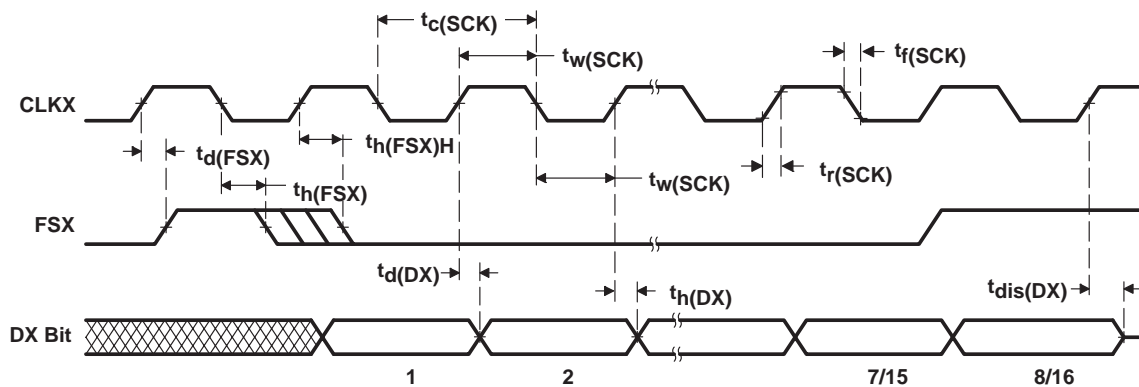 tc(SCK)
tw(SCK)
tf(SCK)
CLKX
th(FSX)H
td(FSX)
tw(SCK)
tr(SCK)
th(FSX)
FSX
td(DX)
th(DX)
tdis(DX)
DX Bit
1 2 7/15 8/16